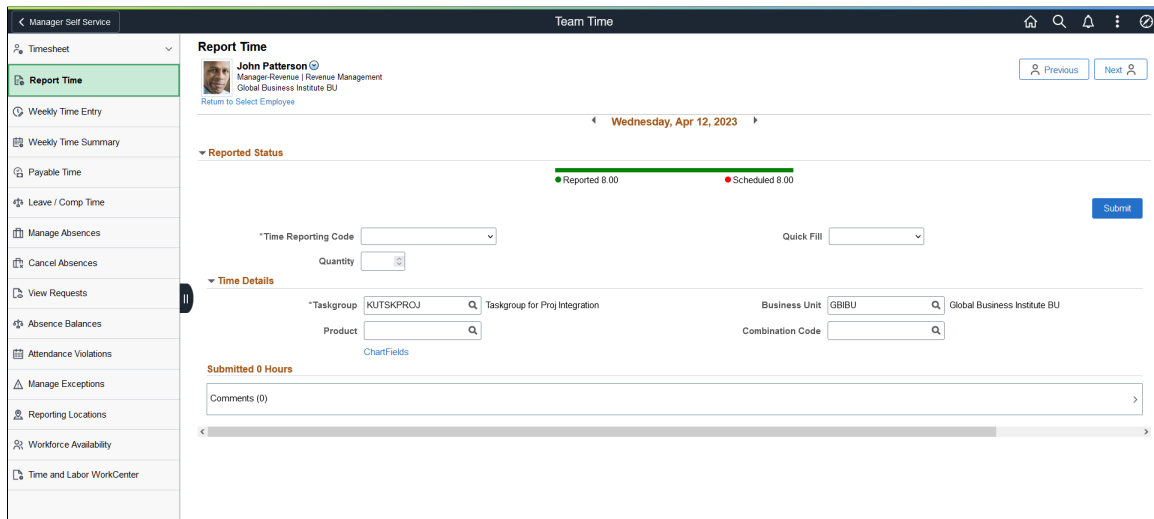 Manager Self Service
Team Time
Timesheet
Report Time
Weekly Time Entry
Weekly Time Summary
Payable Time
Leave / Comp Time
Manage Absences
Cancel Absences
View Requests
Absence Balances
Attendance Violations
Manage Exceptions
Reporting Locations
Workforce Availability
Time and Labor WorkCenter
Report Time
John Patterson
Manager-Revenue | Revenue Management
Global Business Institute BU
Return to Select Employee
Previous
Next
Wednesday, Apr 12, 2023
Reported Status
Reported 8.00
Scheduled 8.00
Submit
*Time Reporting Code
Quick Fill
Quantity
Time Details
*Taskgroup KUTSKPROJ Taskgroup for Proj Integration
Business Unit GBIBU Global Business Institute BU
Product
Combination Code
ChartFields
Submitted 0 Hours
Comments (0)